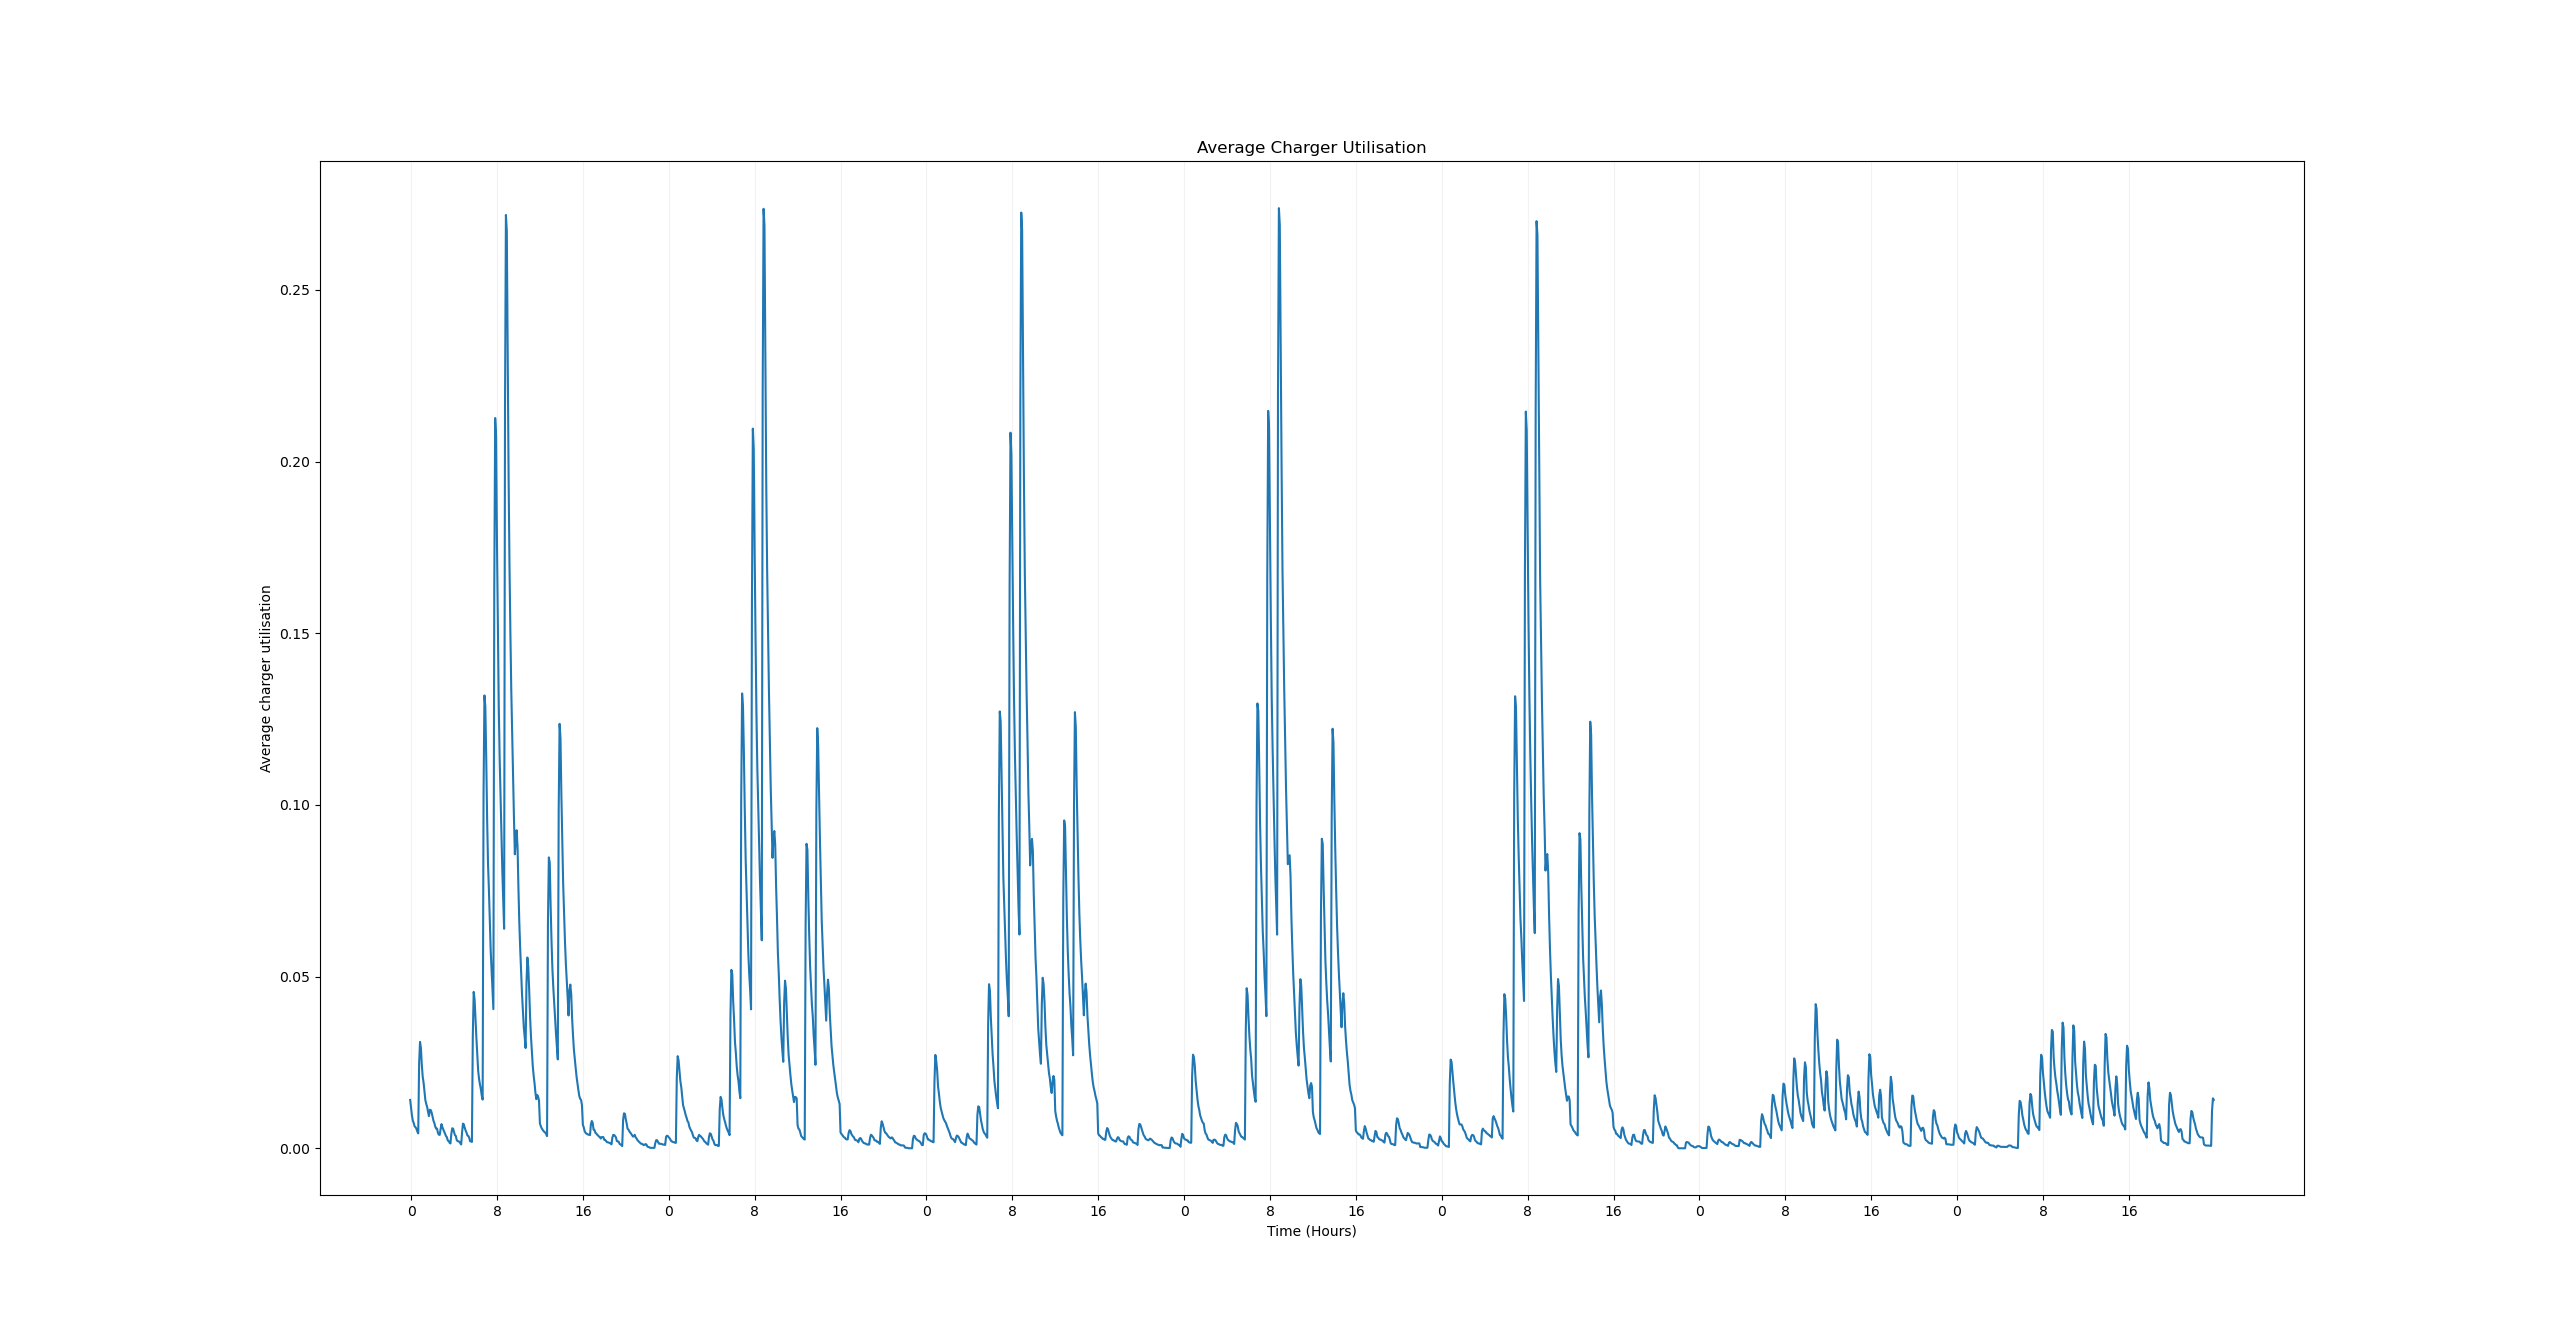 Average Charger Utilisation
Average charger utilisation
0.25
0.20
0.15
0.10
0.05
0.00
0 8 16 0 8 16 0 8 16 0 8 16 0 8 16 0 8 16 0 8 16
Time (Hours)